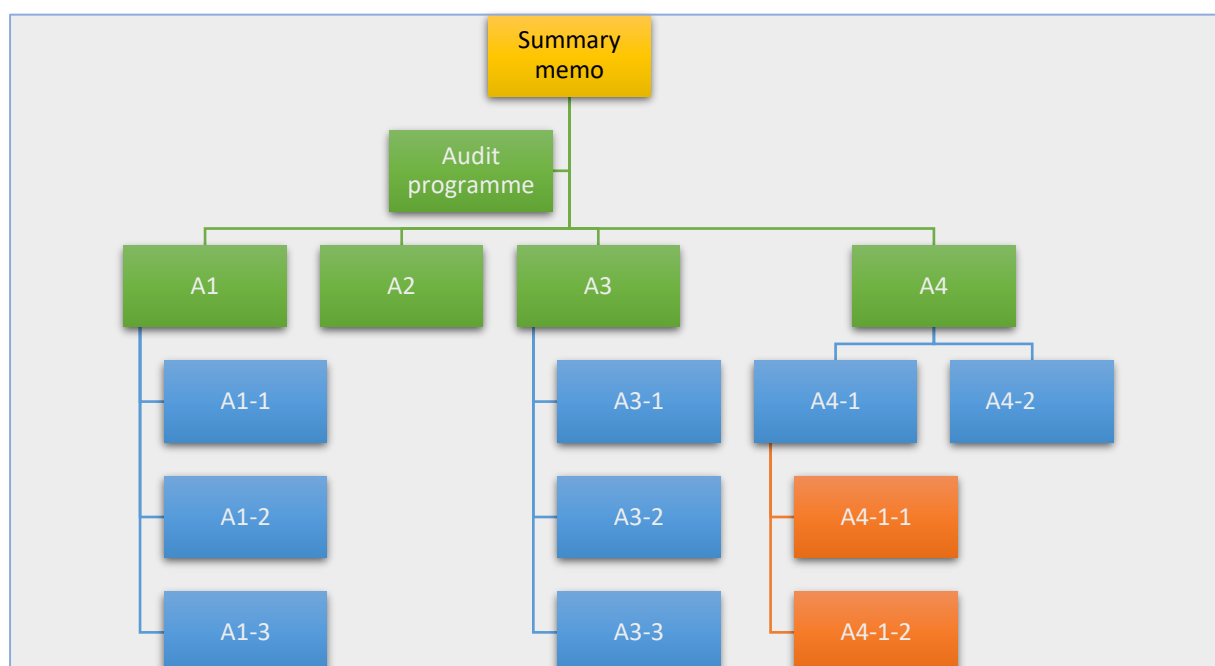 Summary
memo
Audit
programme
A1
A2
A3
A4
A1-1
A3-1
A4-1
A4-2
A1-2
A3-2
A4-1-1
A1-3
A3-3
A4-1-2